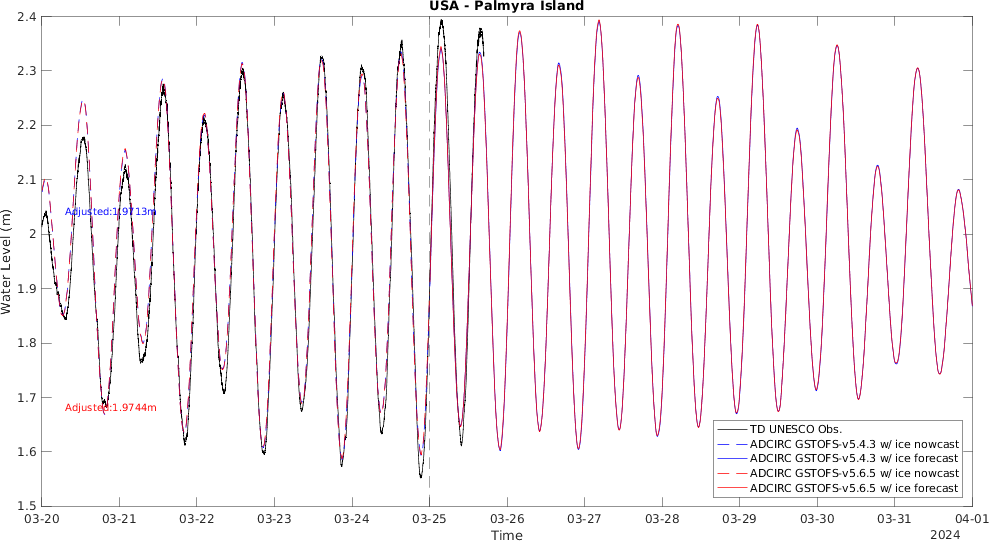 USA - Palmyra Island
2.4
2.3
2.2
2.1
2
1.9
1.8
1.7
1.6
1.5
Water Level (m)
Adjusted:1.9713m
Adjusted:1.9744m
TD UNESCO Obs.
ADCIRC GSTOFS-v5.4.3 w/ ice nowcast
ADCIRC GSTOFS-v5.4.3 w/ ice forecast
ADCIRC GSTOFS-v5.6.5 w/ ice nowcast
ADCIRC GSTOFS-v5.6.5 w/ ice forecast
03-20 03-21 03-22 03-23 03-24 03-25 03-26 03-27 03-28 03-29 03-30 03-31 04-01
Time
2024